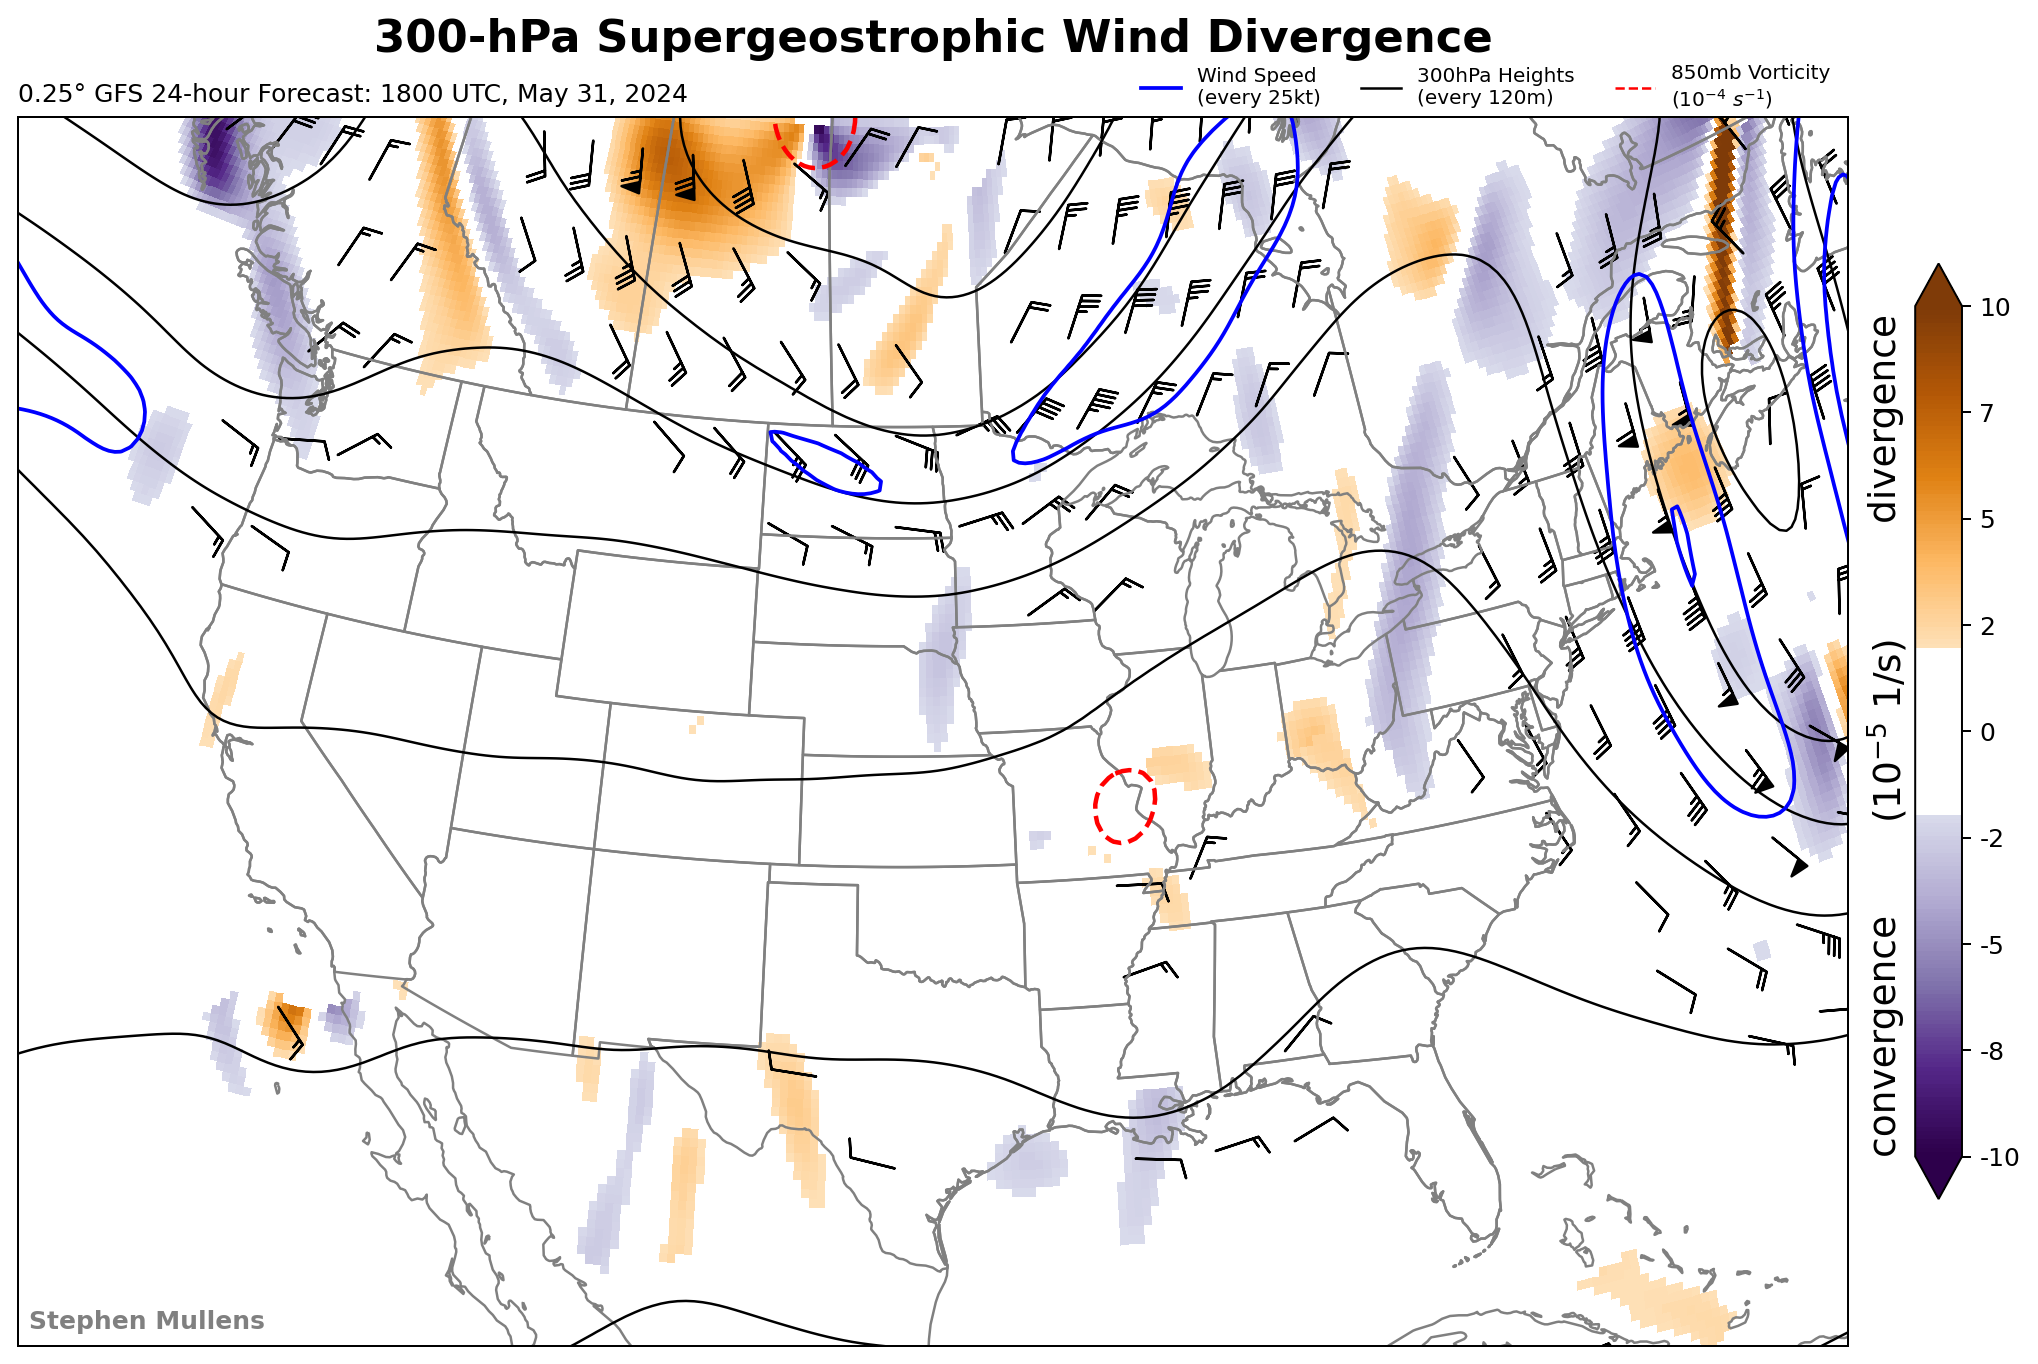 300-hPa Supergeostrophic Wind Divergence
0.25° GFS 24-hour Forecast: 1800 UTC, May 31, 2024
Wind Speed
(every 25kt)
300hPa Heights
(every 120m)
850mb Vorticity
(10⁻⁴ s⁻¹)
10
7
5
2
0
-2
-5
-8
-10
convergence (10⁻⁵ 1/s) divergence
Stephen Mullens